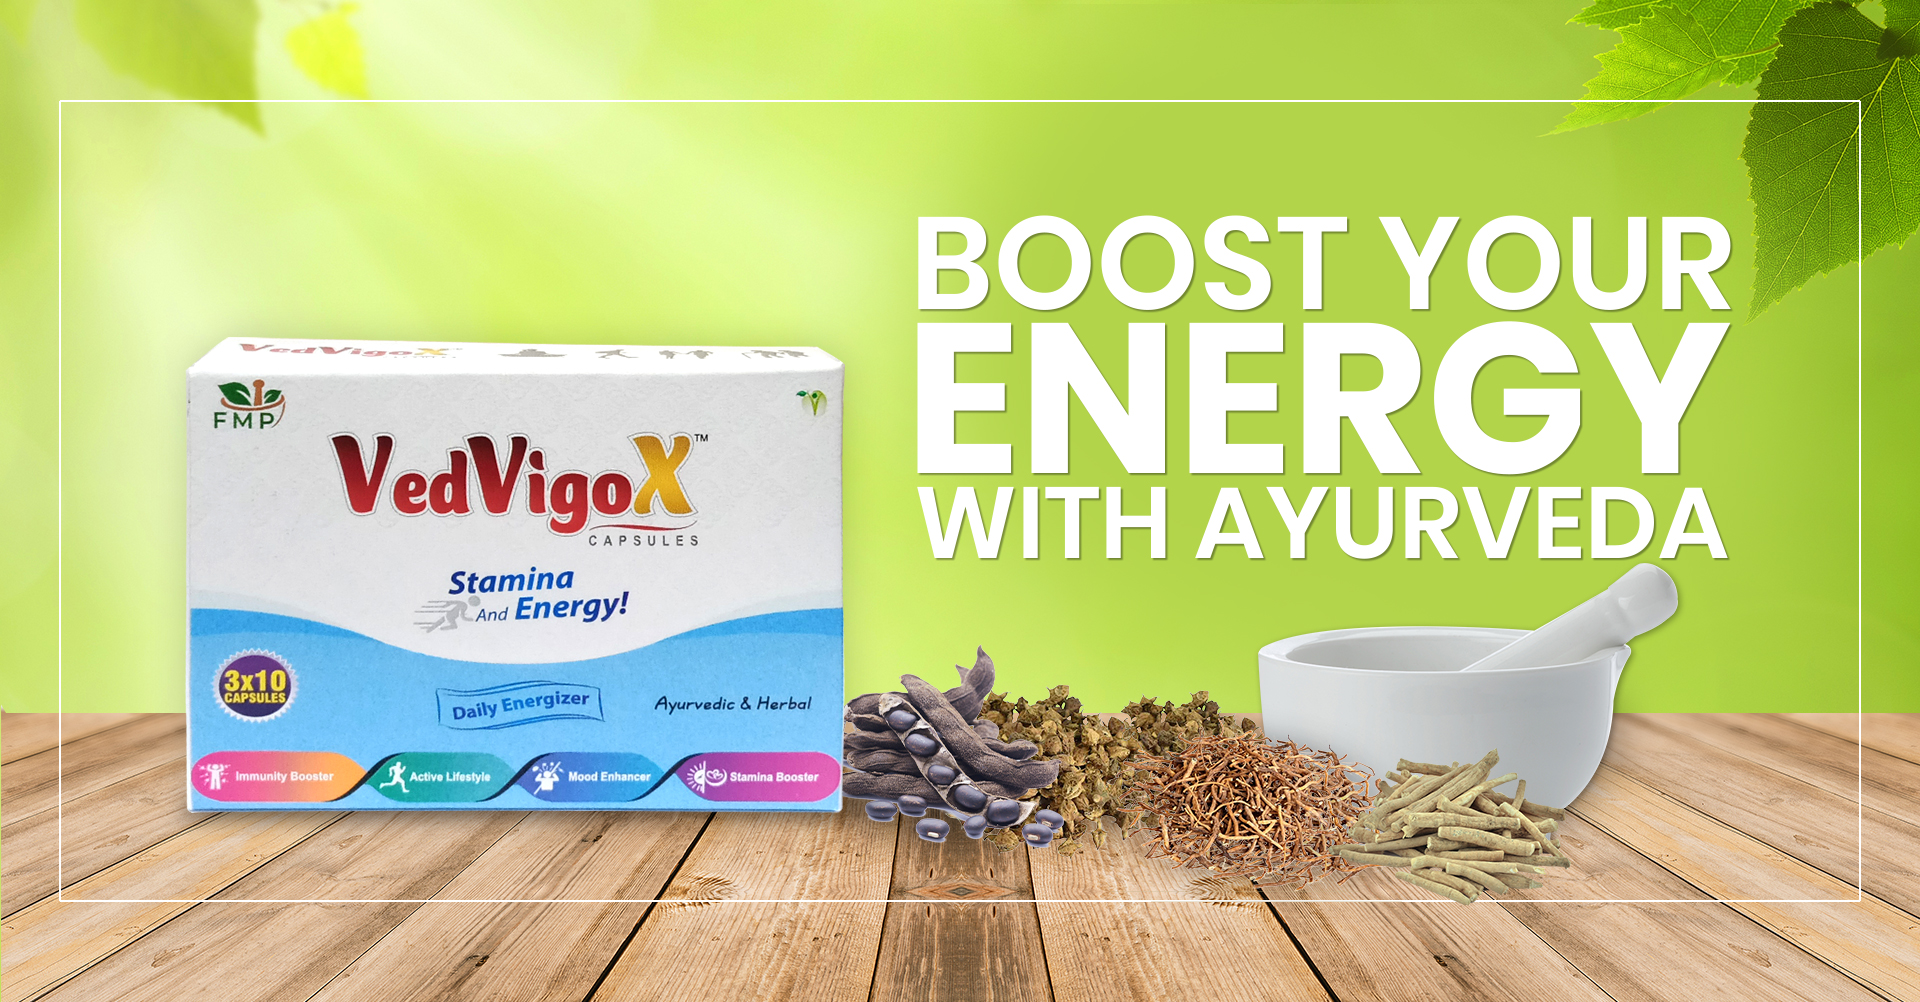 BOOST YOUR
ENERGY
WITH AYURVEDA
VedVigoX
FMP
VedVigoX™
CAPSULES
Stamina
And Energy!
3x10
CAPSULES
Daily Energizer
Ayurvedic & Herbal
Immunity Booster
Active Lifestyle
Mood Enhancer
Stamina Booster